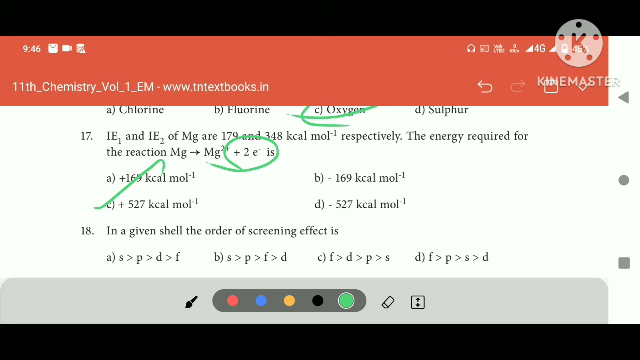 9:46 4G 46%
KINEMASTER
11th_Chemistry_Vol_1_EM - www.tntextbooks.in
a) Chlorine b) Fluorine c) Oxygen d) Sulphur
17. IE₁ and IE₂ of Mg are 179 and 348 kcal mol⁻¹ respectively. The energy required for
the reaction Mg → Mg²⁺ + 2 e⁻ is
a) +169 kcal mol⁻¹ b) - 169 kcal mol⁻¹
c) + 527 kcal mol⁻¹ d) - 527 kcal mol⁻¹
18. In a given shell the order of screening effect is
a) s > p > d > f b) s > p > f > d c) f > d > p > s d) f > p > s > d